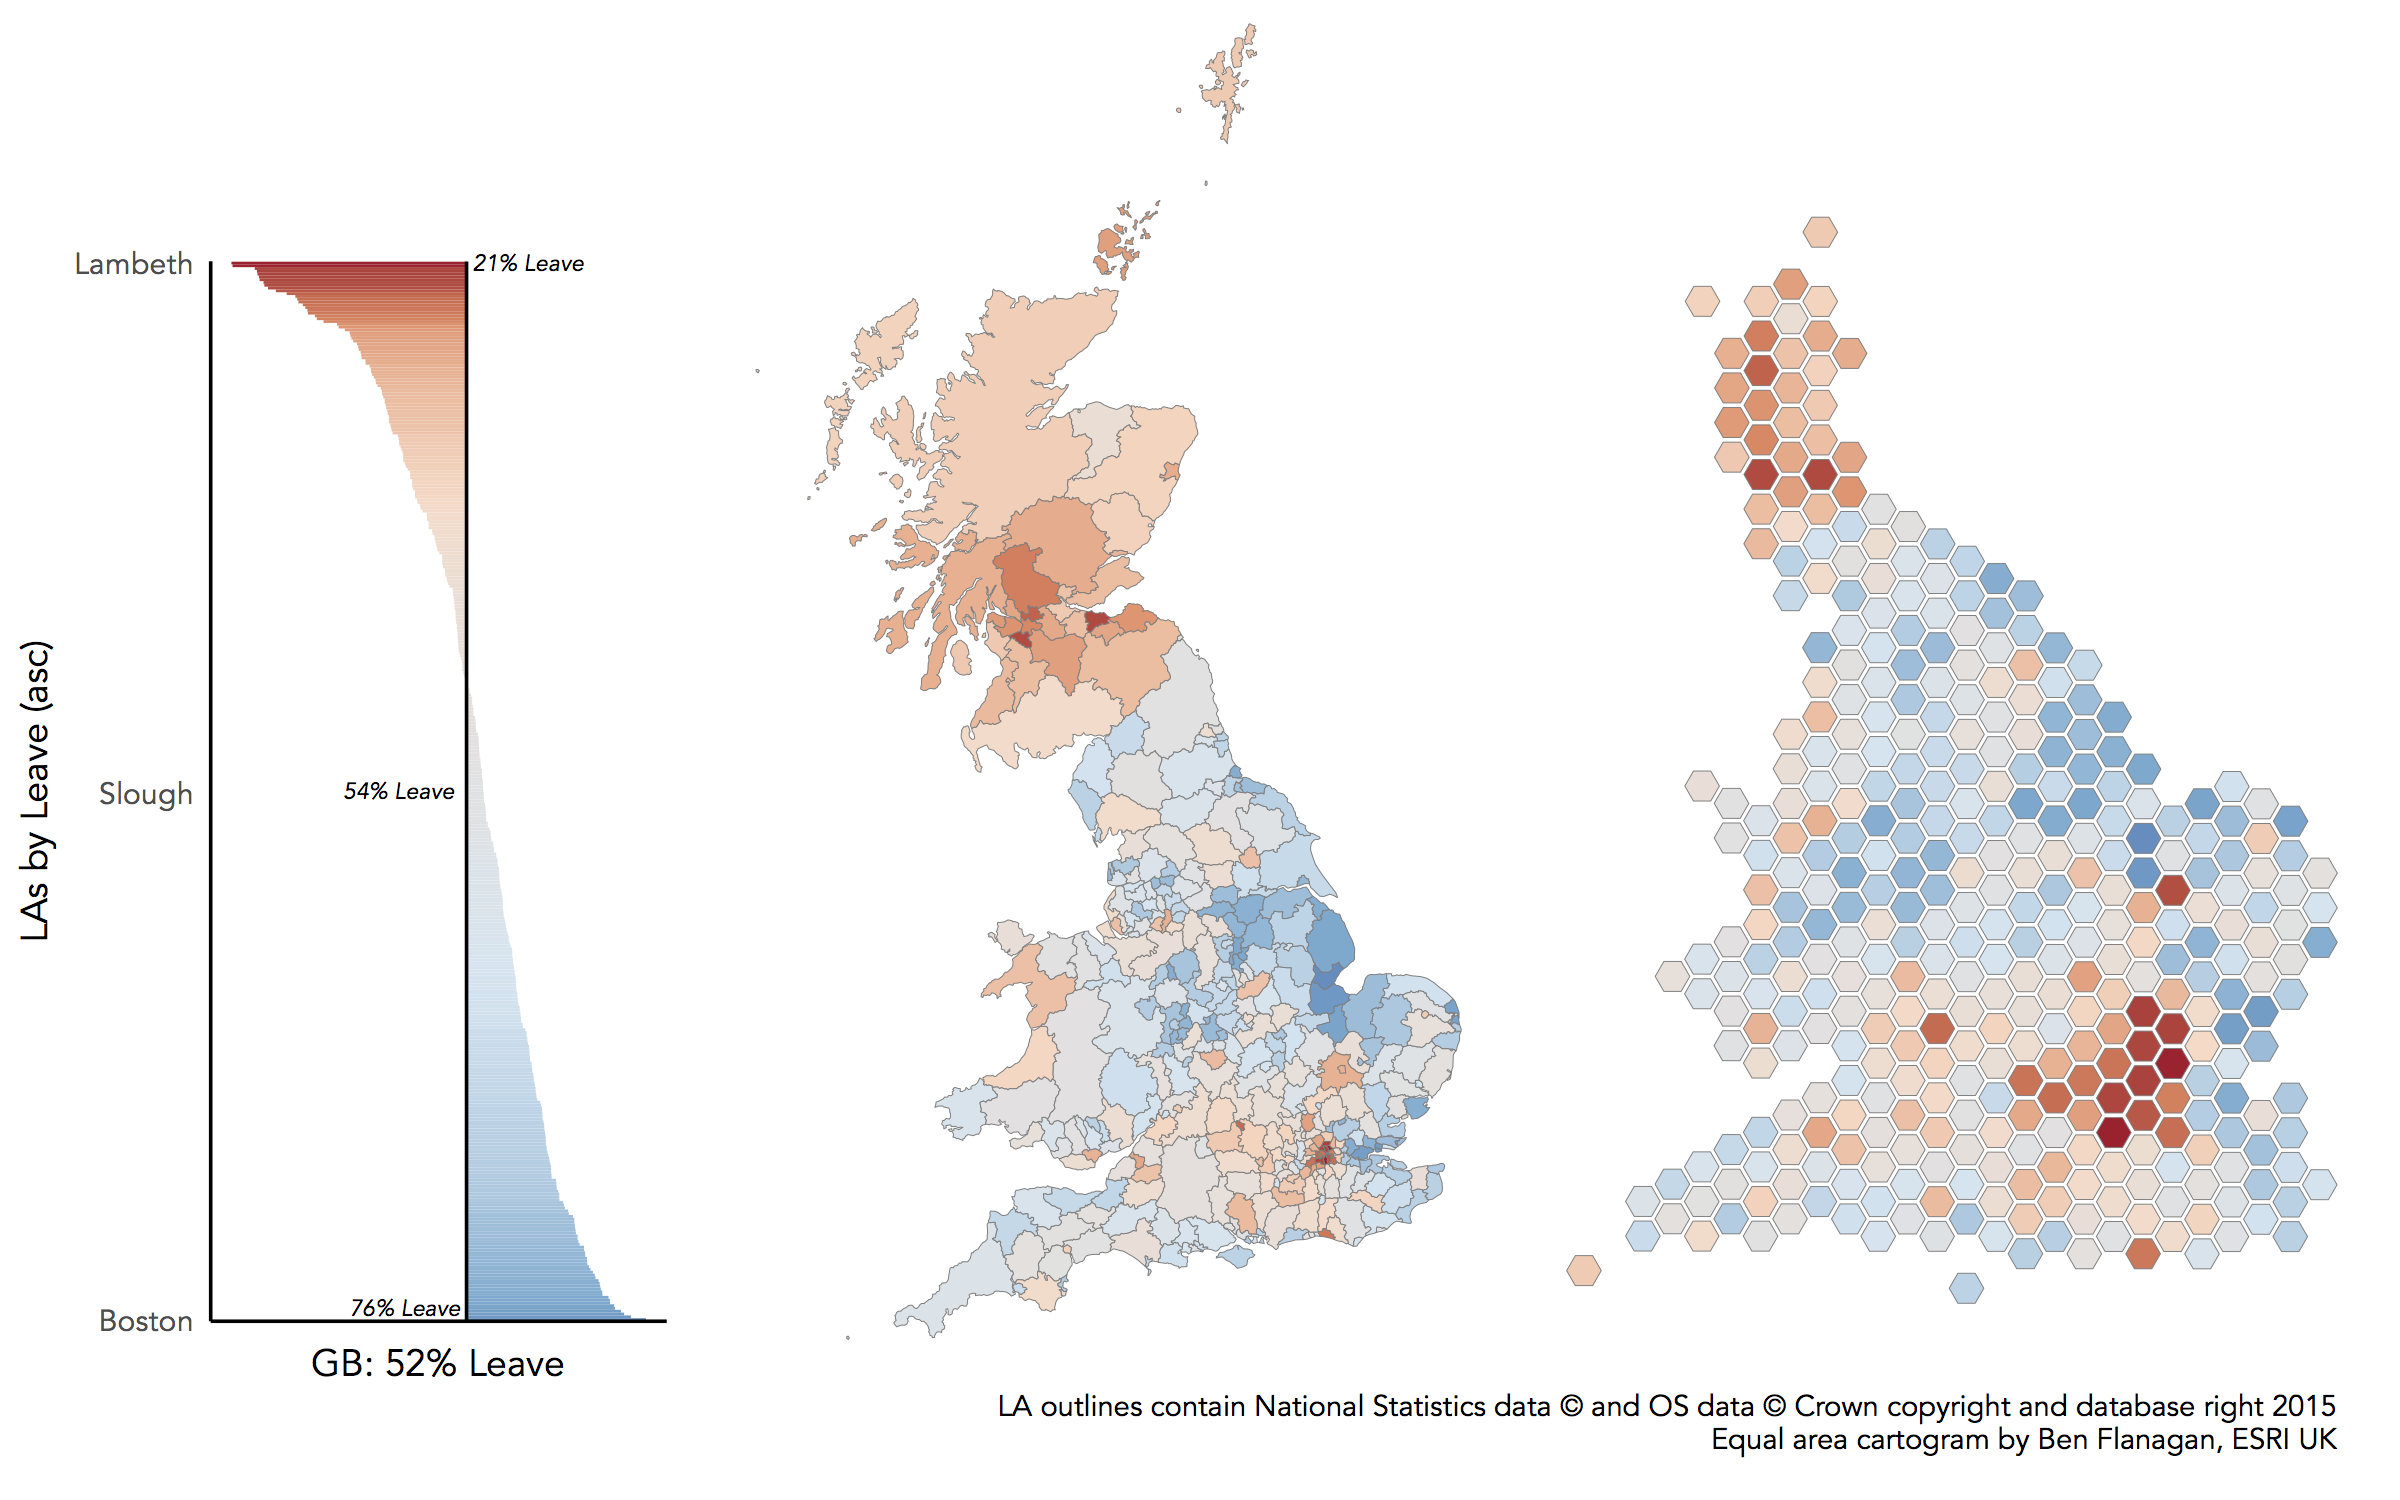 Lambeth
21% Leave
LAs by Leave (asc)
Slough
54% Leave
76% Leave
Boston
GB: 52% Leave
LA outlines contain National Statistics data © and OS data © Crown copyright and database right 2015
Equal area cartogram by Ben Flanagan, ESRI UK